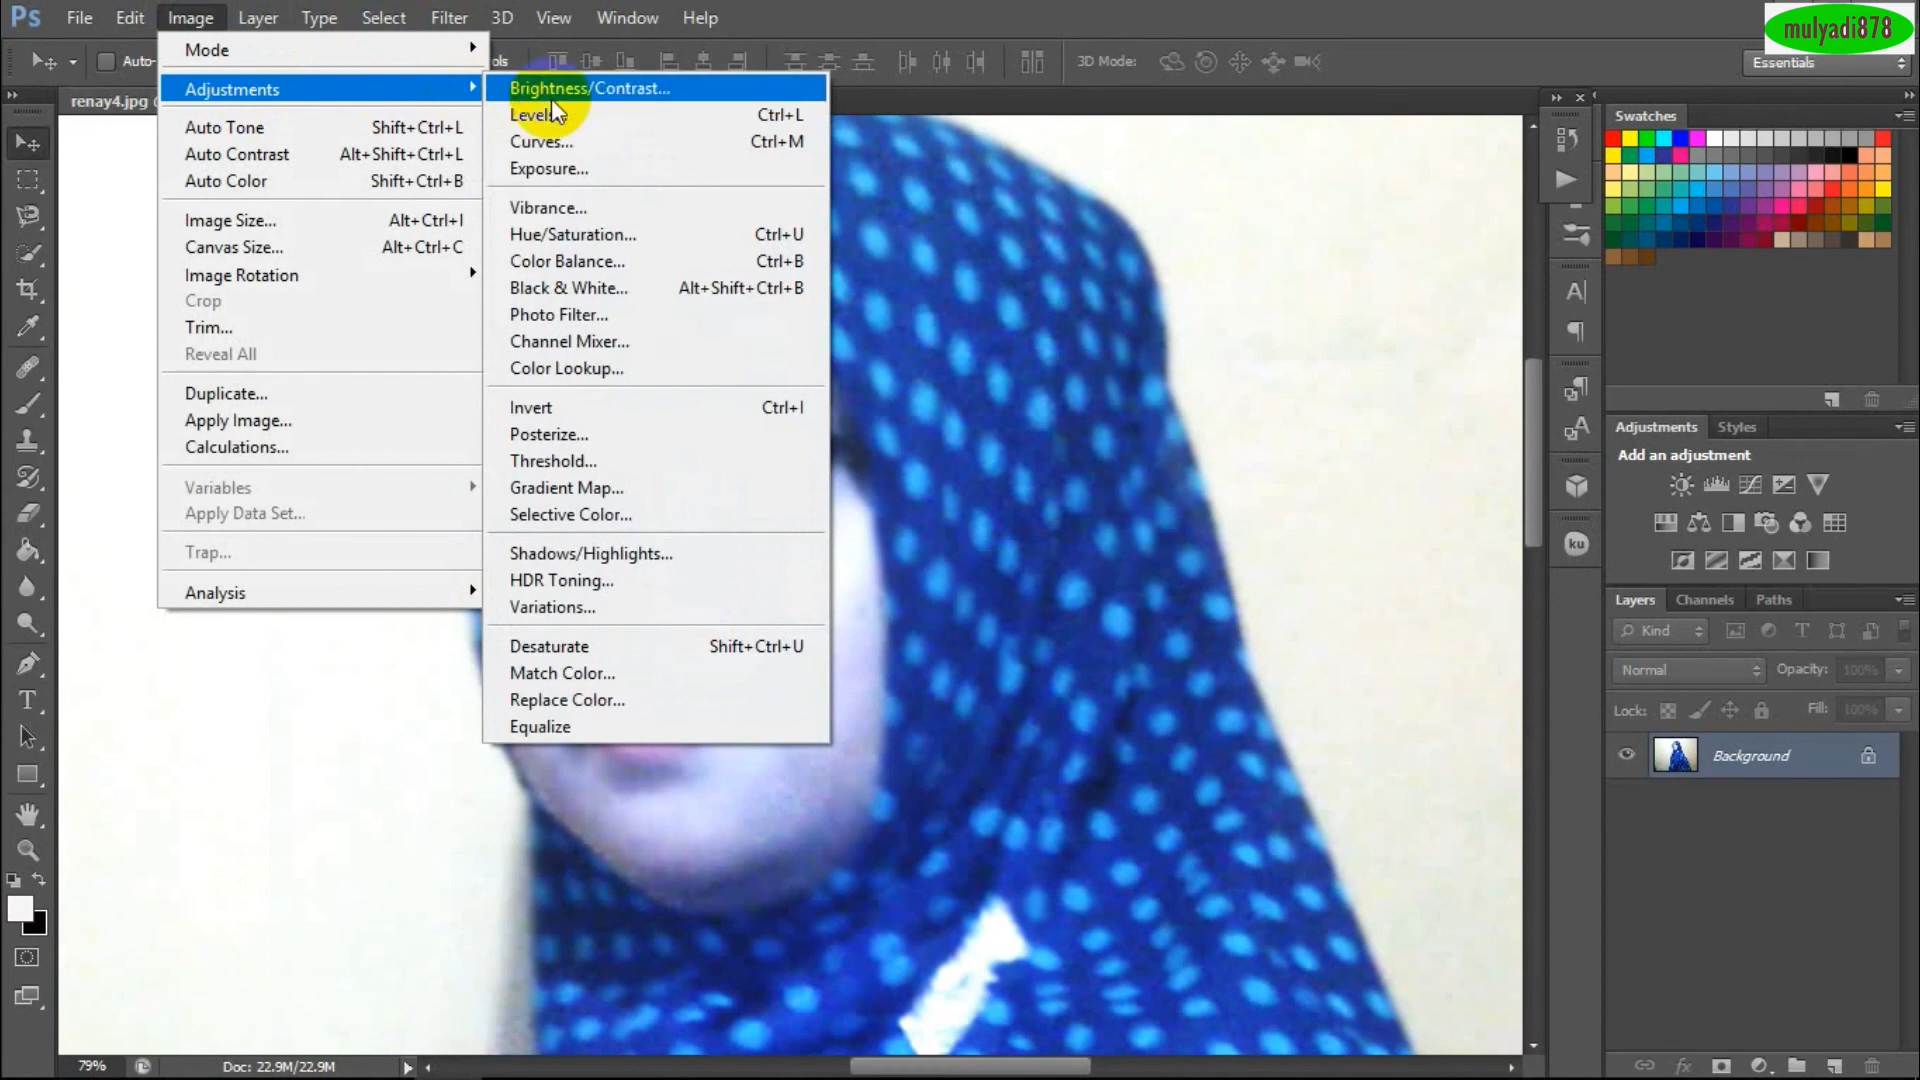 Ps File Edit Image Layer Type Select Filter 3D View Window Help
mulyadi878
Auto-
ols
3D Mode:
Essentials
renay4.jpg
Mode
Adjustments
Auto Tone Shift+Ctrl+L
Auto Contrast Alt+Shift+Ctrl+L
Auto Color Shift+Ctrl+B
Image Size... Alt+Ctrl+I
Canvas Size... Alt+Ctrl+C
Image Rotation
Crop
Trim...
Reveal All
Duplicate...
Apply Image...
Calculations...
Variables
Apply Data Set...
Trap...
Analysis
Brightness/Contrast...
Levels... Ctrl+L
Curves... Ctrl+M
Exposure...
Vibrance...
Hue/Saturation... Ctrl+U
Color Balance... Ctrl+B
Black & White... Alt+Shift+Ctrl+B
Photo Filter...
Channel Mixer...
Color Lookup...
Invert Ctrl+I
Posterize...
Threshold...
Gradient Map...
Selective Color...
Shadows/Highlights...
HDR Toning...
Variations...
Desaturate Shift+Ctrl+U
Match Color...
Replace Color...
Equalize
Swatches
Adjustments Styles
Add an adjustment
ku
Layers Channels Paths
Kind
Normal Opacity: 100%
Lock: Fill: 100%
Background
fx
79% Doc: 22.9M/22.9M